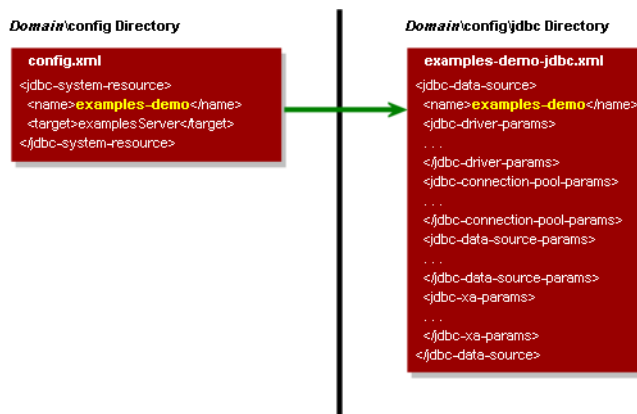 Domain\config Directory
config.xml
<jdbc-system-resource>
<name>examples-demo</name>
<target>examplesServer</target>
</jdbc-system-resource>
Domain\config\jdbc Directory
examples-demo-jdbc.xml
<jdbc-data-source>
<name>examples-demo</name>
<jdbc-driver-params>
. . .
</jdbc-driver-params>
<jdbc-connection-pool-params>
. . .
</jdbc-connection-pool-params>
<jdbc-data-source-params>
. . .
</jdbc-data-source-params>
<jdbc-xa-params>
. . .
</jdbc-xa-params>
</jdbc-data-source>